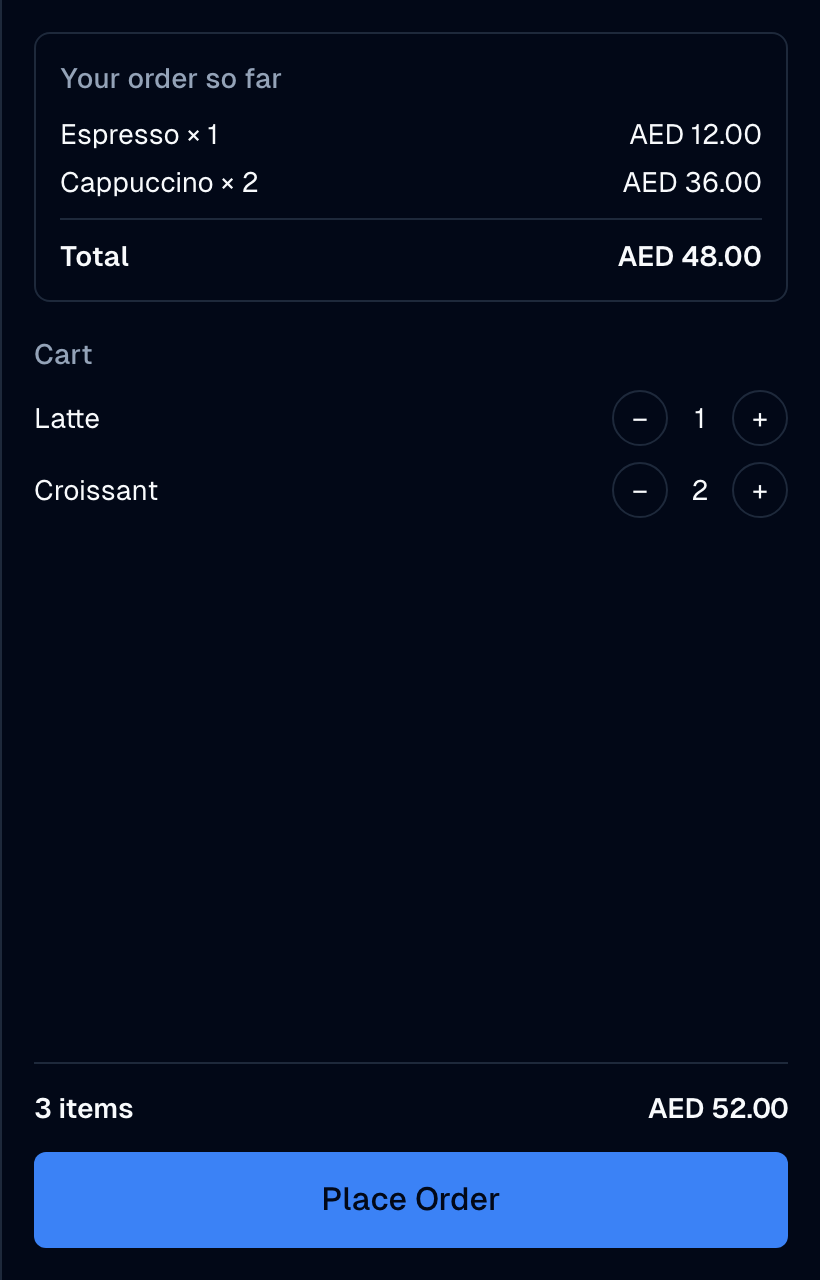 Your order so far
Espresso × 1 AED 12.00
Cappuccino × 2 AED 36.00
Total AED 48.00
Cart
Latte − 1 +
Croissant − 2 +
3 items AED 52.00
Place Order